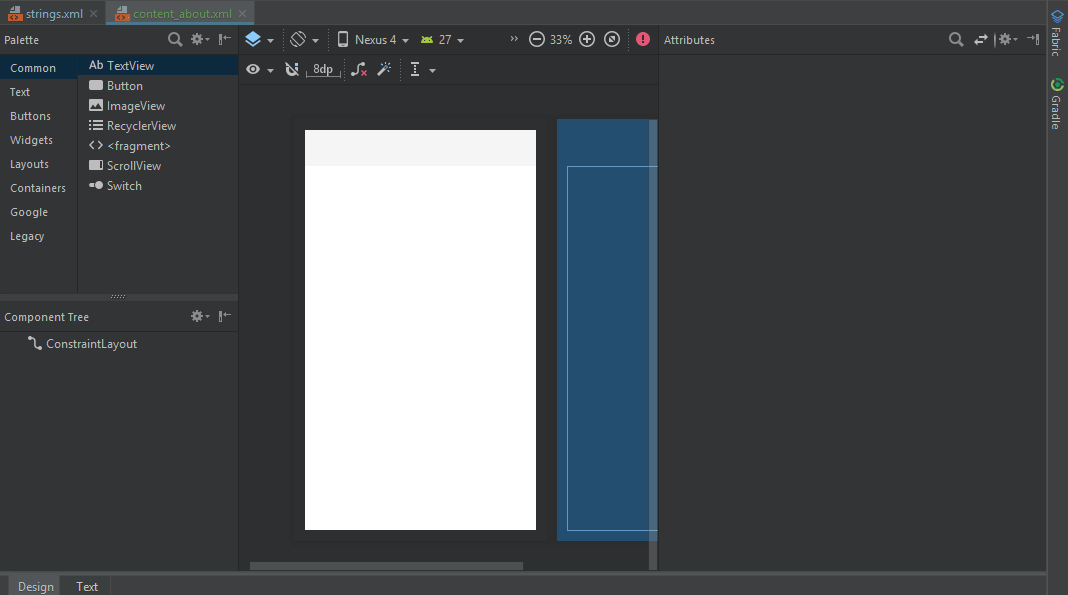 strings.xml
content_about.xml
Palette
Nexus 4
27
33%
Attributes
Common
Text
Buttons
Widgets
Layouts
Containers
Google
Legacy
Ab TextView
Button
ImageView
RecyclerView
<fragment>
ScrollView
Switch
8dp
Component Tree
ConstraintLayout
Design
Text
Fabric
Gradle